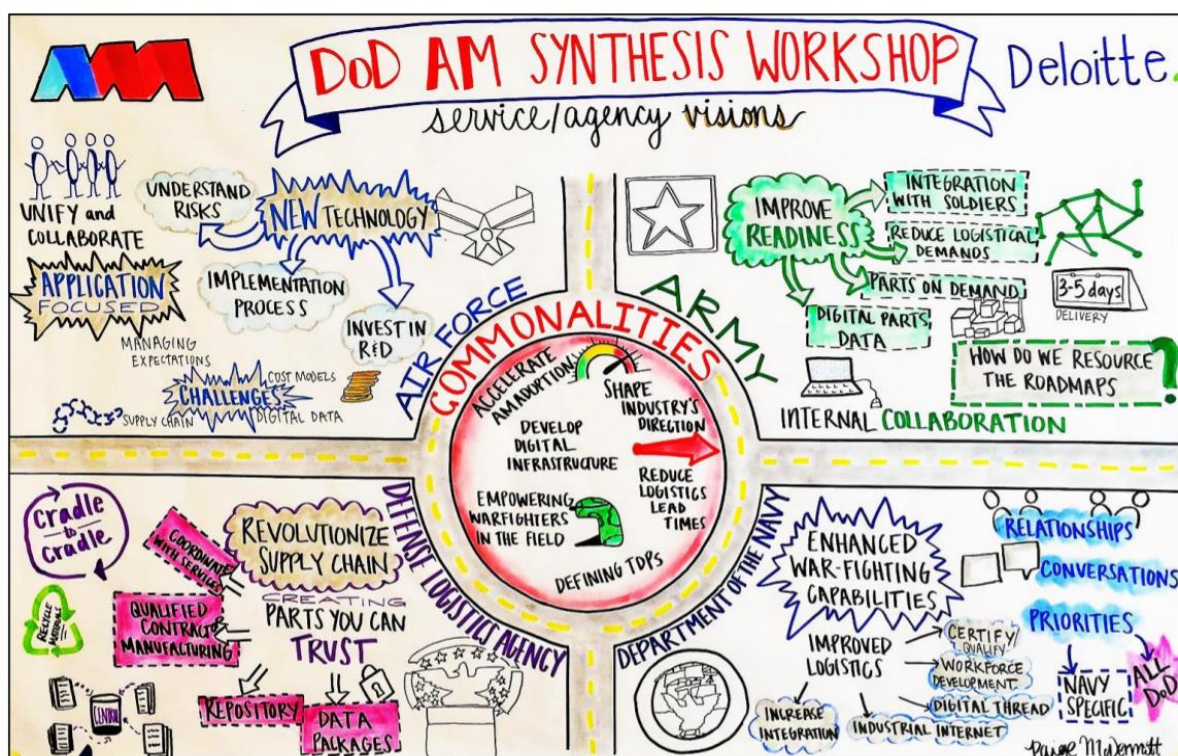 AM
DOD AM SYNTHESIS WORKSHOP
Deloitte.
service/agency visions
UNIFY and
COLLABORATE
APPLICATION
FOCUSED
UNDERSTAND
RISKS
NEW TECHNOLOGY
IMPLEMENTATION
PROCESS
INVEST IN
R&D
MANAGING
EXPECTATIONS
COST MODELS
CHALLENGES
SUPPLY CHAIN
DIGITAL DATA
AIR FORCE
ARMY
IMPROVE
READINESS
INTEGRATION
WITH SOLDIERS
REDUCE LOGISTICAL
DEMANDS
PARTS ON DEMAND
DIGITAL PARTS,
DATA
3-5 days
DELIVERY
HOW DO WE RESOURCE
THE ROADMAPS
?
INTERNAL COLLABORATION
COMMONALITIES
ACCELERATE
AM ADOPTION
SHAPE
INDUSTRY'S
DIRECTION
DEVELOP
DIGITAL
INFRASTRUCTURE
REDUCE
LOGISTICS
LEAD
TIMES
EMPOWERING
WARFIGHTERS
IN THE FIELD
DEFINING TDPS
DEFENSE LOGISTICS AGENCY
Cradle
to
Cradle
RECYCLE
MATERIALS
COORDINATE
WITH SERVICES
REVOLUTIONIZE
SUPPLY CHAIN
CREATING
PARTS YOU CAN
TRUST
QUALIFIED
CONTRACTOR
MANUFACTURING
REPOSITORY
DATA
PACKAGES
CENTRAL
DEPARTMENT OF THE NAVY
ENHANCED
WAR-FIGHTING
CAPABILITIES
IMPROVED
LOGISTICS
CERTIFY/
QUALIFY
WORKFORCE
DEVELOPMENT
DIGITAL THREAD
INDUSTRIAL INTERNET
INCREASE
INTEGRATION
RELATIONSHIPS
CONVERSATIONS
PRIORITIES
NAVY
SPECIFIC
ALL
DoD